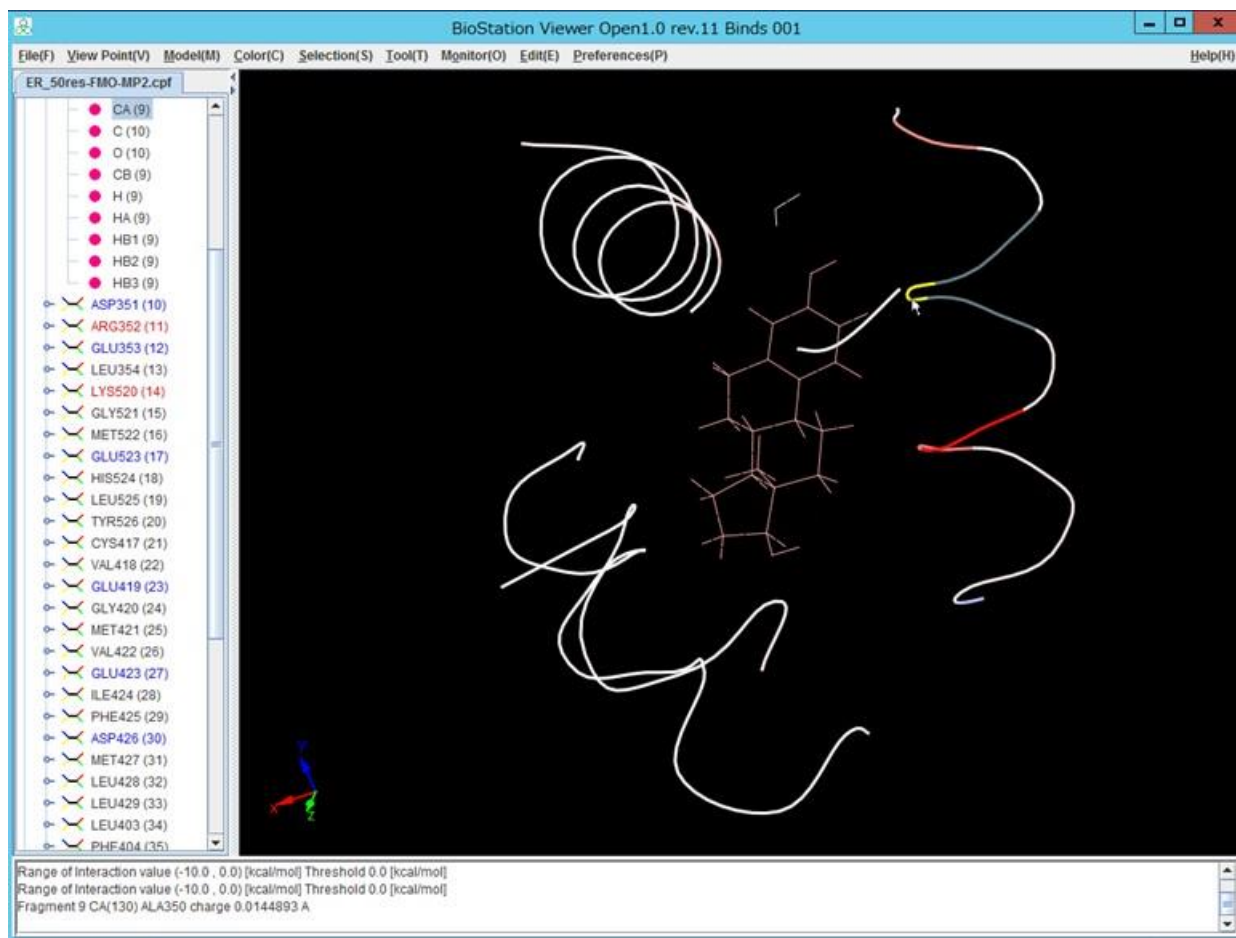 BioStation Viewer Open1.0 rev.11 Binds 001
File(F) View Point(V) Model(M) Color(C) Selection(S) Tool(T) Monitor(O) Edit(E) Preferences(P) Help(H)
ER_50res-FMO-MP2.cpf
CA (9)
C (10)
O (10)
CB (9)
H (9)
HA (9)
HB1 (9)
HB2 (9)
HB3 (9)
ASP351 (10)
ARG352 (11)
GLU353 (12)
LEU354 (13)
LYS520 (14)
GLY521 (15)
MET522 (16)
GLU523 (17)
HIS524 (18)
LEU525 (19)
TYR526 (20)
CYS417 (21)
VAL418 (22)
GLU419 (23)
GLY420 (24)
MET421 (25)
VAL422 (26)
GLU423 (27)
ILE424 (28)
PHE425 (29)
ASP426 (30)
MET427 (31)
LEU428 (32)
LEU429 (33)
LEU403 (34)
PHE404 (35)
Y
X
Z
Range of Interaction value (-10.0 , 0.0) [kcal/mol] Threshold 0.0 [kcal/mol]
Range of Interaction value (-10.0 , 0.0) [kcal/mol] Threshold 0.0 [kcal/mol]
Fragment 9 CA(130) ALA350 charge 0.0144893 A